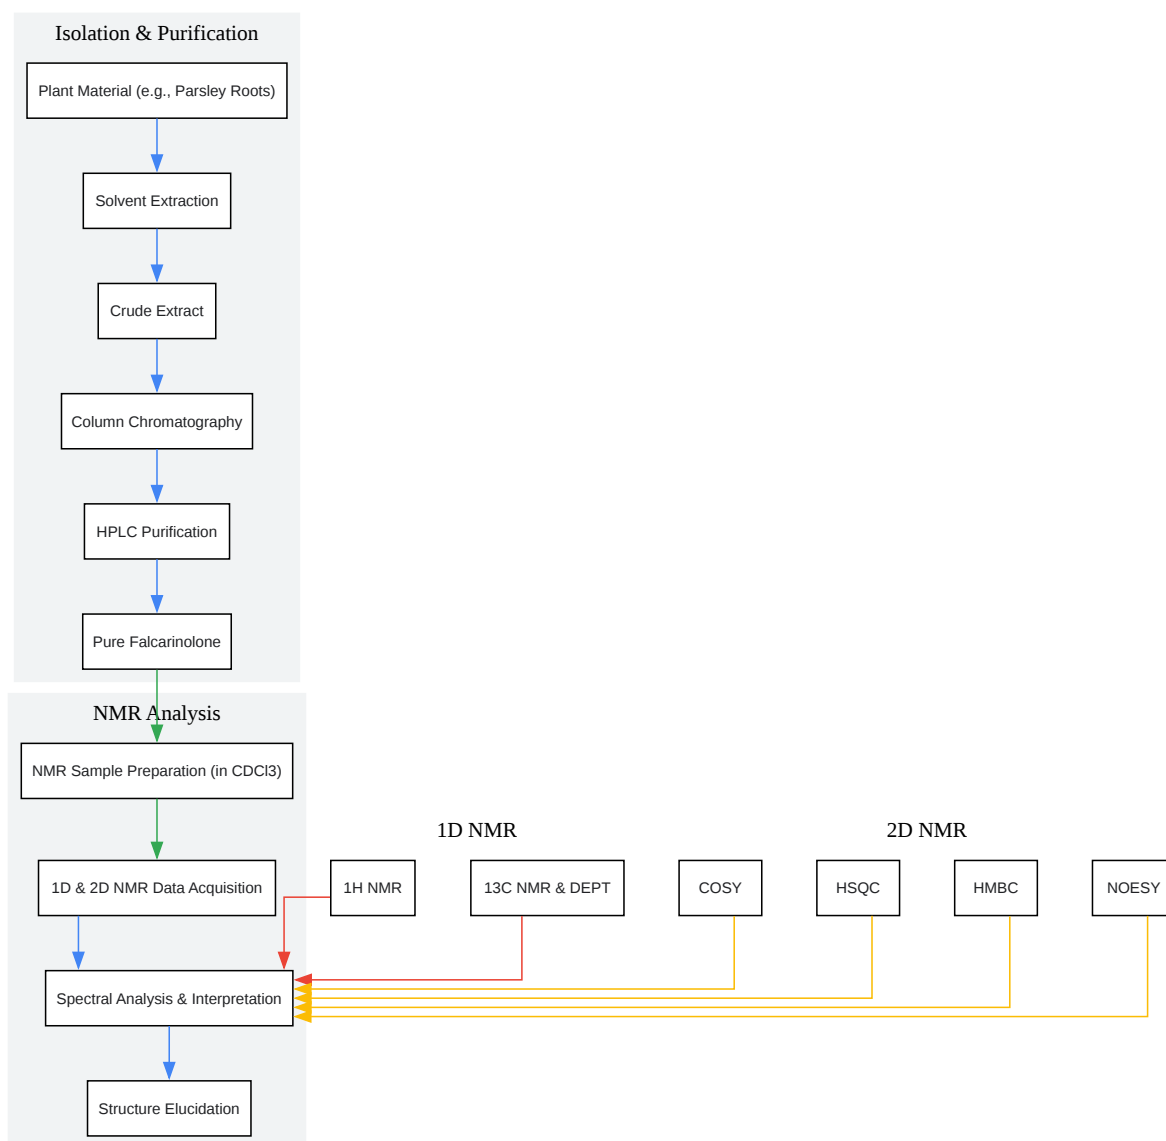 Isolation & Purification
Plant Material (e.g., Parsley Roots)
Solvent Extraction
Crude Extract
Column Chromatography
HPLC Purification
Pure Falcarinolone
NMR Analysis
NMR Sample Preparation (in CDCl3)
1D NMR
2D NMR
1D & 2D NMR Data Acquisition
1H NMR
13C NMR & DEPT
COSY
HSQC
HMBC
NOESY
Spectral Analysis & Interpretation
Structure Elucidation